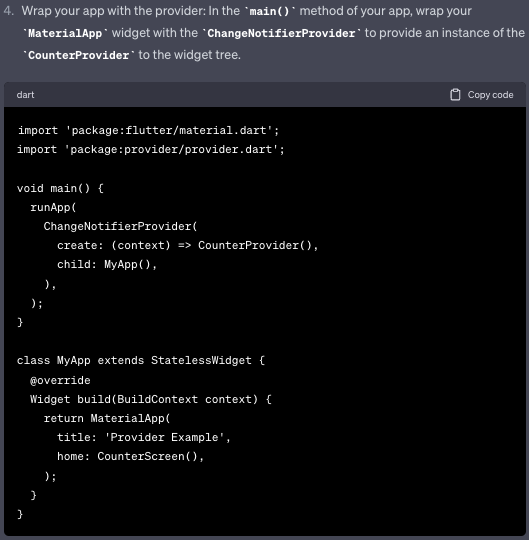 4. Wrap your app with the provider: In the `main()` method of your app, wrap your
`MaterialApp` widget with the `ChangeNotifierProvider` to provide an instance of the
`CounterProvider` to the widget tree.
dart
Copy code
import 'package:flutter/material.dart';
import 'package:provider/provider.dart';

void main() {
  runApp(
    ChangeNotifierProvider(
      create: (context) => CounterProvider(),
      child: MyApp(),
    ),
  );
}

class MyApp extends StatelessWidget {
  @override
  Widget build(BuildContext context) {
    return MaterialApp(
      title: 'Provider Example',
      home: CounterScreen(),
    );
  }
}